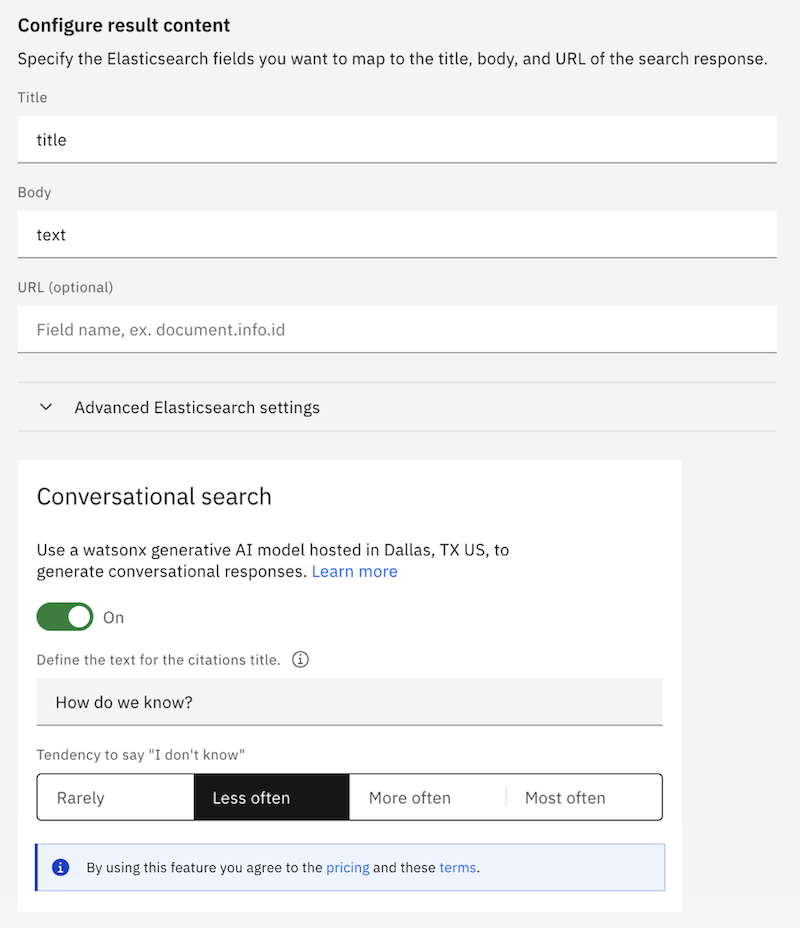 Configure result content
Specify the Elasticsearch fields you want to map to the title, body, and URL of the search response.
Title
title
Body
text
URL (optional)
Field name, ex. document.info.id
Advanced Elasticsearch settings
Conversational search
Use a watsonx generative AI model hosted in Dallas, TX US, to
generate conversational responses. Learn more
On
Define the text for the citations title.
How do we know?
Tendency to say "I don't know"
Rarely Less often More often Most often
By using this feature you agree to the pricing and these terms.